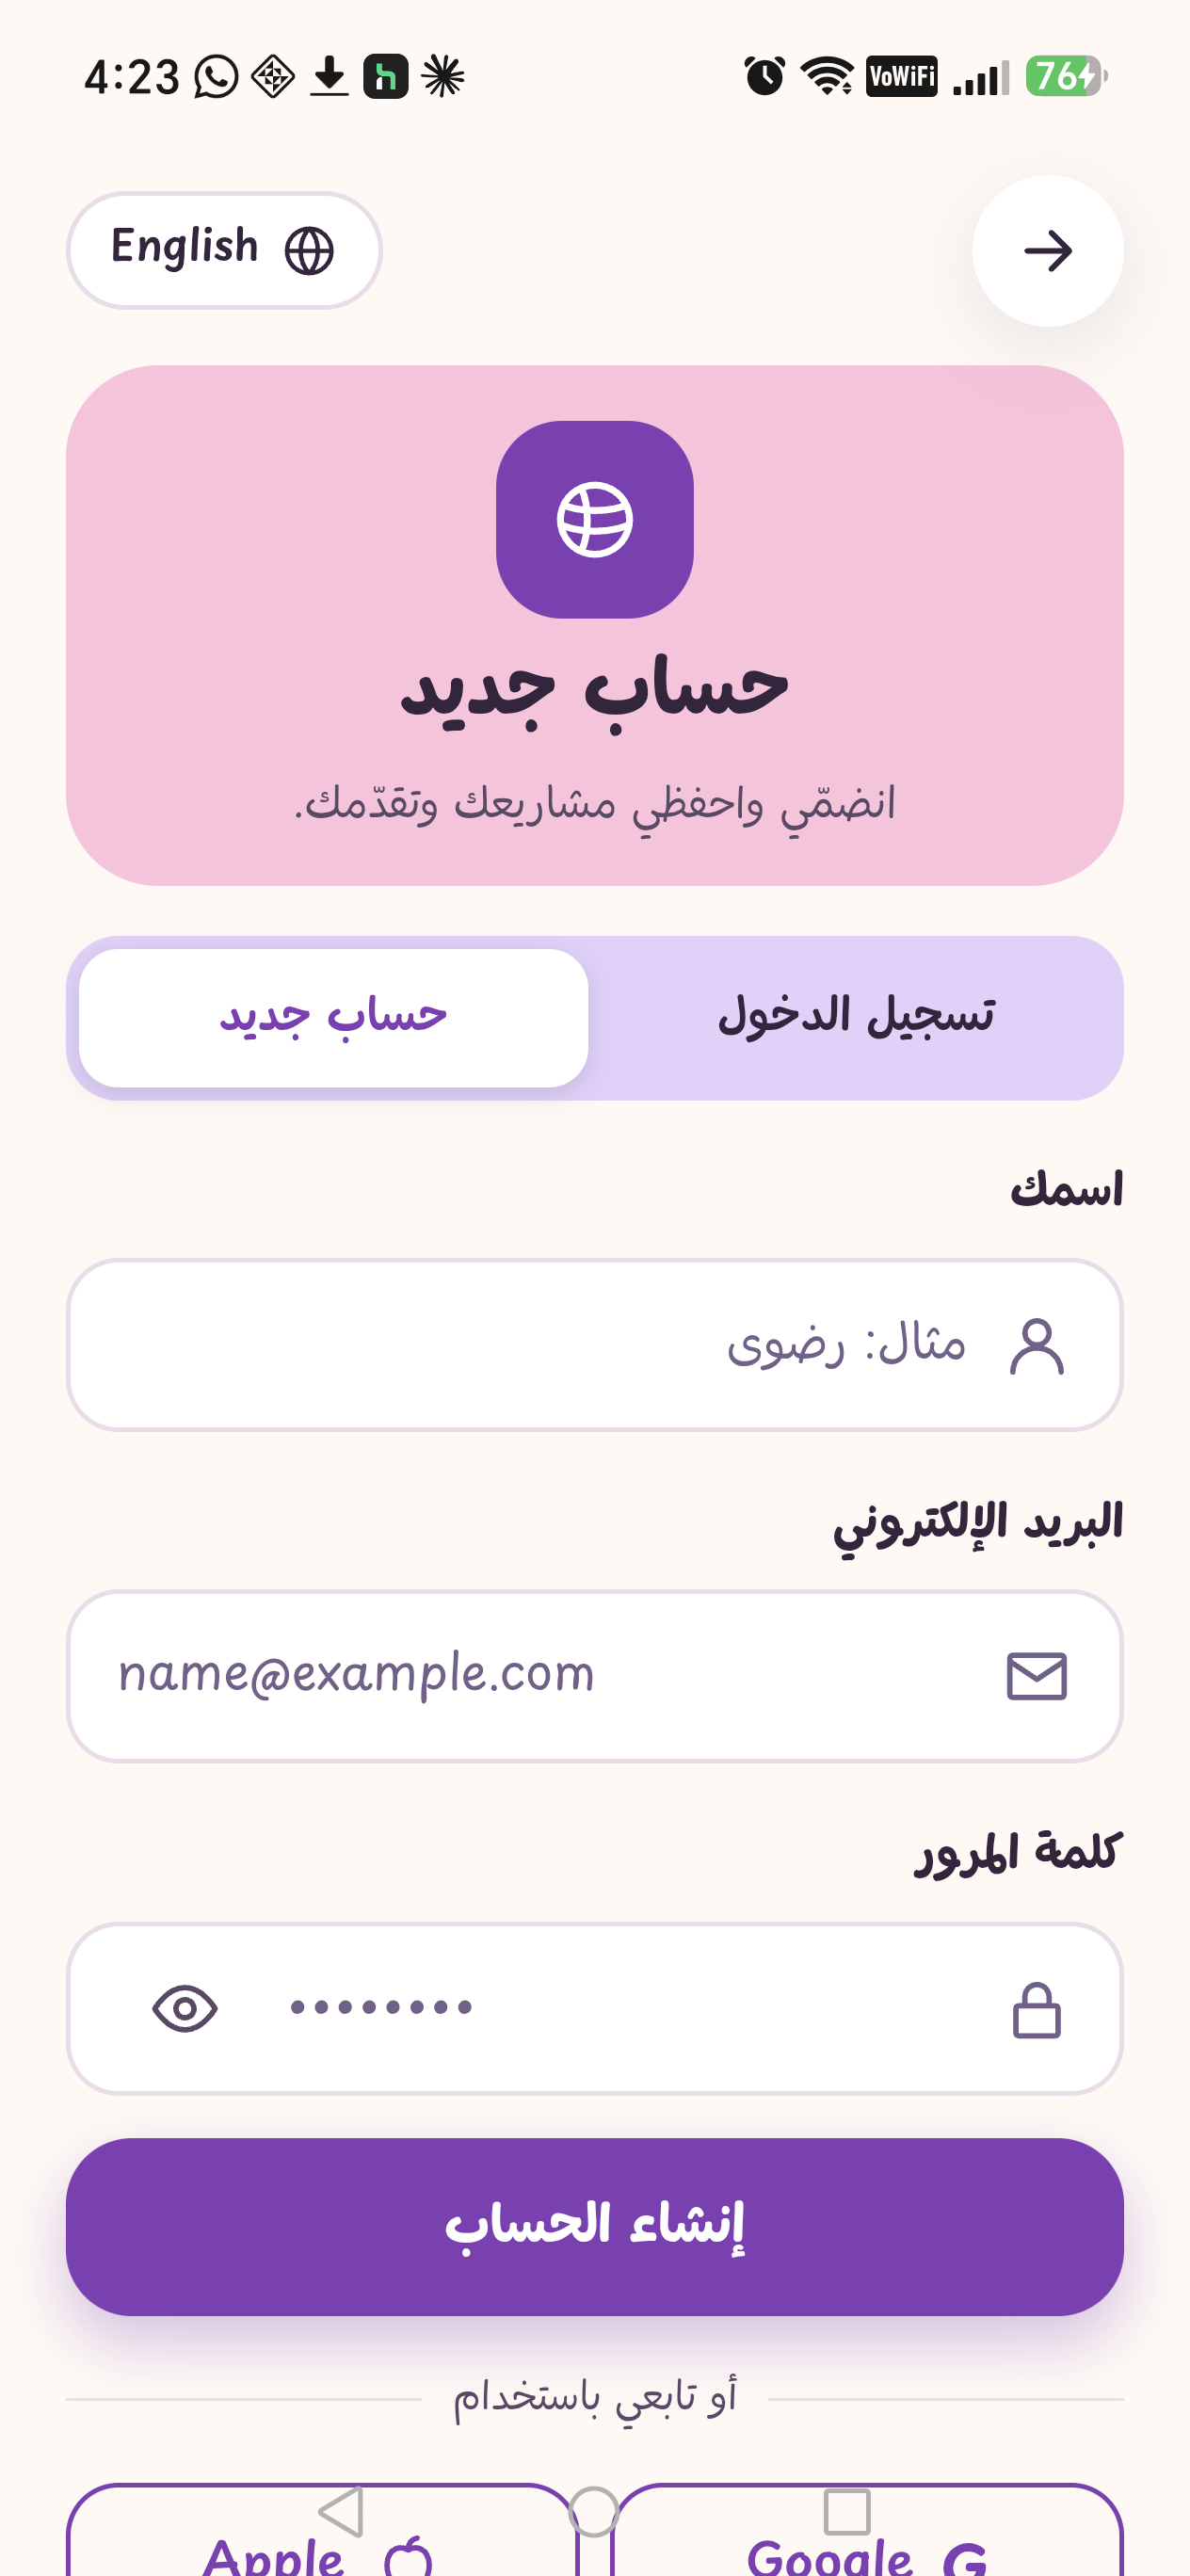 4:23
VoWiFi
76
English
حساب جديد
انضمّي واحفظي مشاريعك وتقدّمك.
تسجيل الدخول
حساب جديد
اسمك
مثال: رضوى
البريد الإلكتروني
name@example.com
كلمة المرور
••••••••
إنشاء الحساب
أو تابعي باستخدام
Google
Apple